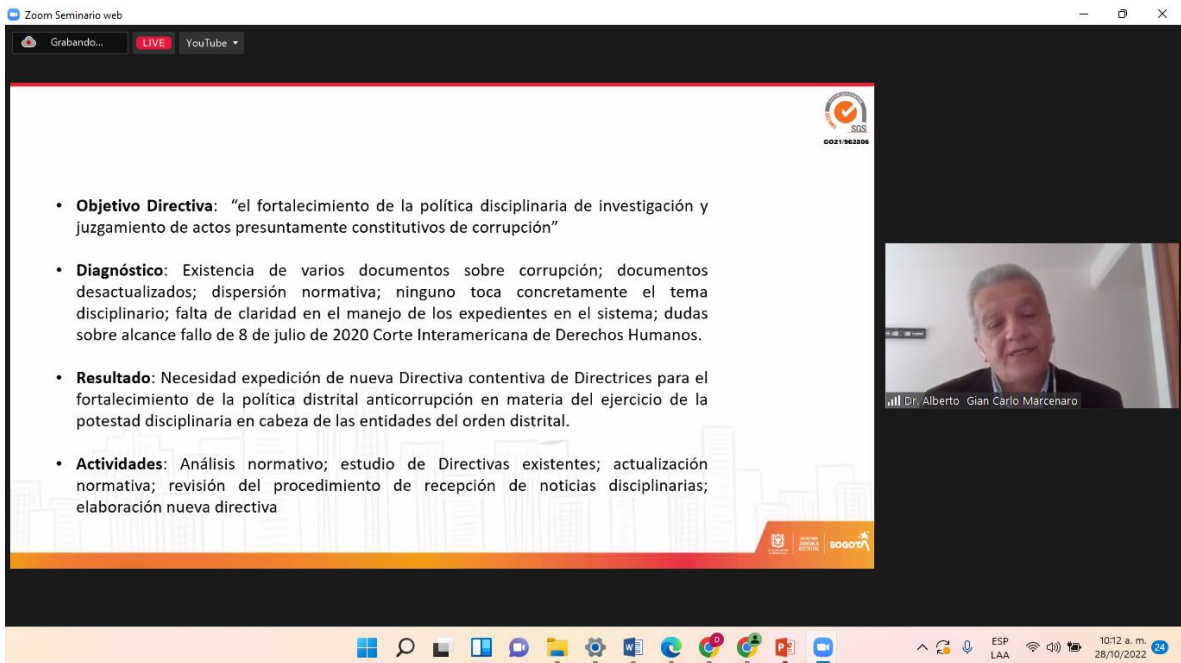 Zoom Seminario web
Grabando...
LIVE
YouTube
SGS
CO21/962806
• Objetivo Directiva: “el fortalecimiento de la política disciplinaria de investigación y
juzgamiento de actos presuntamente constitutivos de corrupción”
• Diagnóstico: Existencia de varios documentos sobre corrupción; documentos
desactualizados; dispersión normativa; ninguno toca concretamente el tema
disciplinario; falta de claridad en el manejo de los expedientes en el sistema; dudas
sobre alcance fallo de 8 de julio de 2020 Corte Interamericana de Derechos Humanos.
• Resultado: Necesidad expedición de nueva Directiva contentiva de Directrices para el
fortalecimiento de la política distrital anticorrupción en materia del ejercicio de la
potestad disciplinaria en cabeza de las entidades del orden distrital.
• Actividades: Análisis normativo; estudio de Directivas existentes; actualización
normativa; revisión del procedimiento de recepción de noticias disciplinarias;
elaboración nueva directiva
Dr. Alberto Gian Carlo Marcenaro
SECRETARÍA
JURÍDICA
DISTRITAL
BOGOTÁ
ESP
LAA
10:12 a. m.
28/10/2022
24